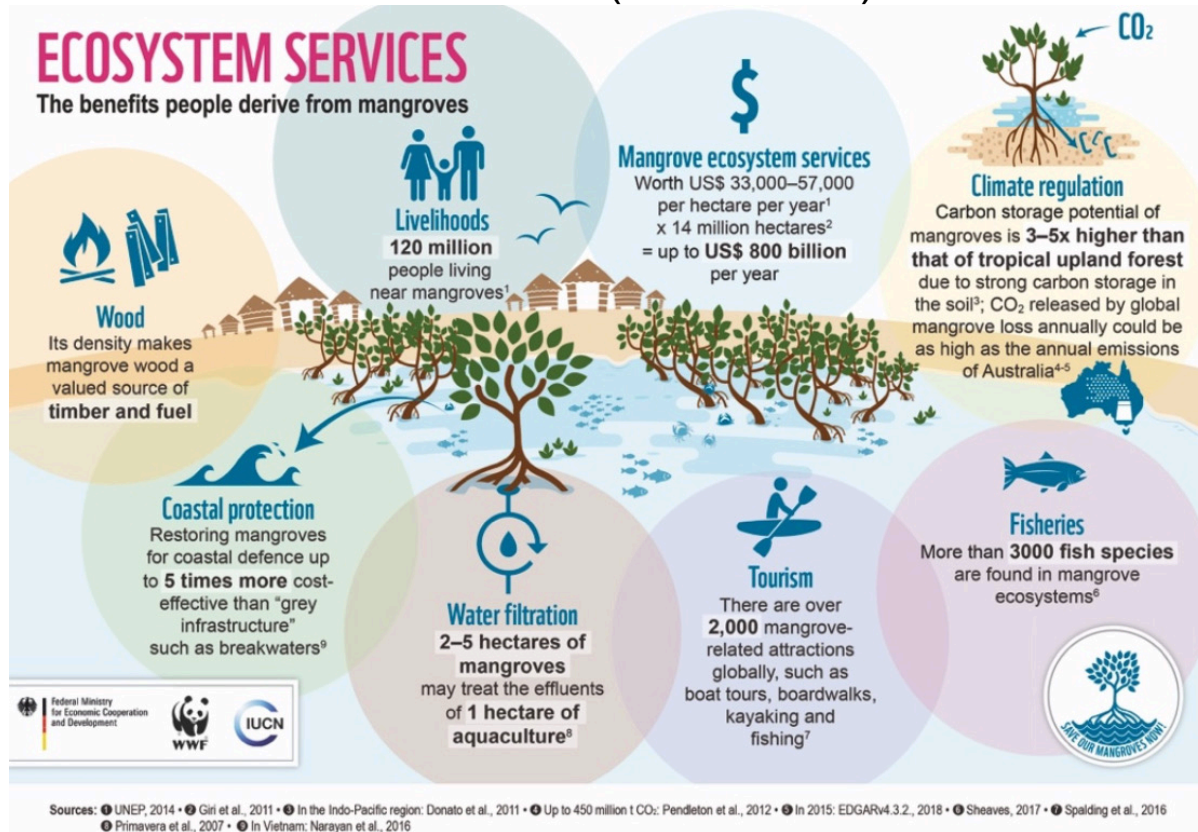 ECOSYSTEM SERVICES
The benefits people derive from mangroves
Livelihoods
120 million
people living
near mangroves¹
$
Mangrove ecosystem services
Worth US$ 33,000–57,000
per hectare per year¹
x 14 million hectares²
= up to US$ 800 billion
per year
CO₂
C C C
Climate regulation
Carbon storage potential of
mangroves is 3–5x higher than
that of tropical upland forest
due to strong carbon storage in
the soil³; CO₂ released by global
mangrove loss annually could be
as high as the annual emissions
of Australia⁴⁻⁵
Wood
Its density makes
mangrove wood a
valued source of
timber and fuel
Coastal protection
Restoring mangroves
for coastal defence up
to 5 times more cost-
effective than “grey
infrastructure”
such as breakwaters⁹
Water filtration
2–5 hectares of
mangroves
may treat the effluents
of 1 hectare of
aquaculture⁸
Tourism
There are over
2,000 mangrove-
related attractions
globally, such as
boat tours, boardwalks,
kayaking and
fishing⁷
Fisheries
More than 3000 fish species
are found in mangrove
ecosystems⁶
Federal Ministry
for Economic Cooperation
and Development
WWF
IUCN
SAVE OUR MANGROVES NOW!
Sources: ❶ UNEP, 2014 • ❷ Giri et al., 2011 • ❸ In the Indo-Pacific region: Donato et al., 2011 • ❹ Up to 450 million t CO₂: Pendleton et al., 2012 • ❺ In 2015: EDGARv4.3.2., 2018 • ❻ Sheaves, 2017 • ❼ Spalding et al., 2016
❽ Primavera et al., 2007 • ❾ In Vietnam: Narayan et al., 2016